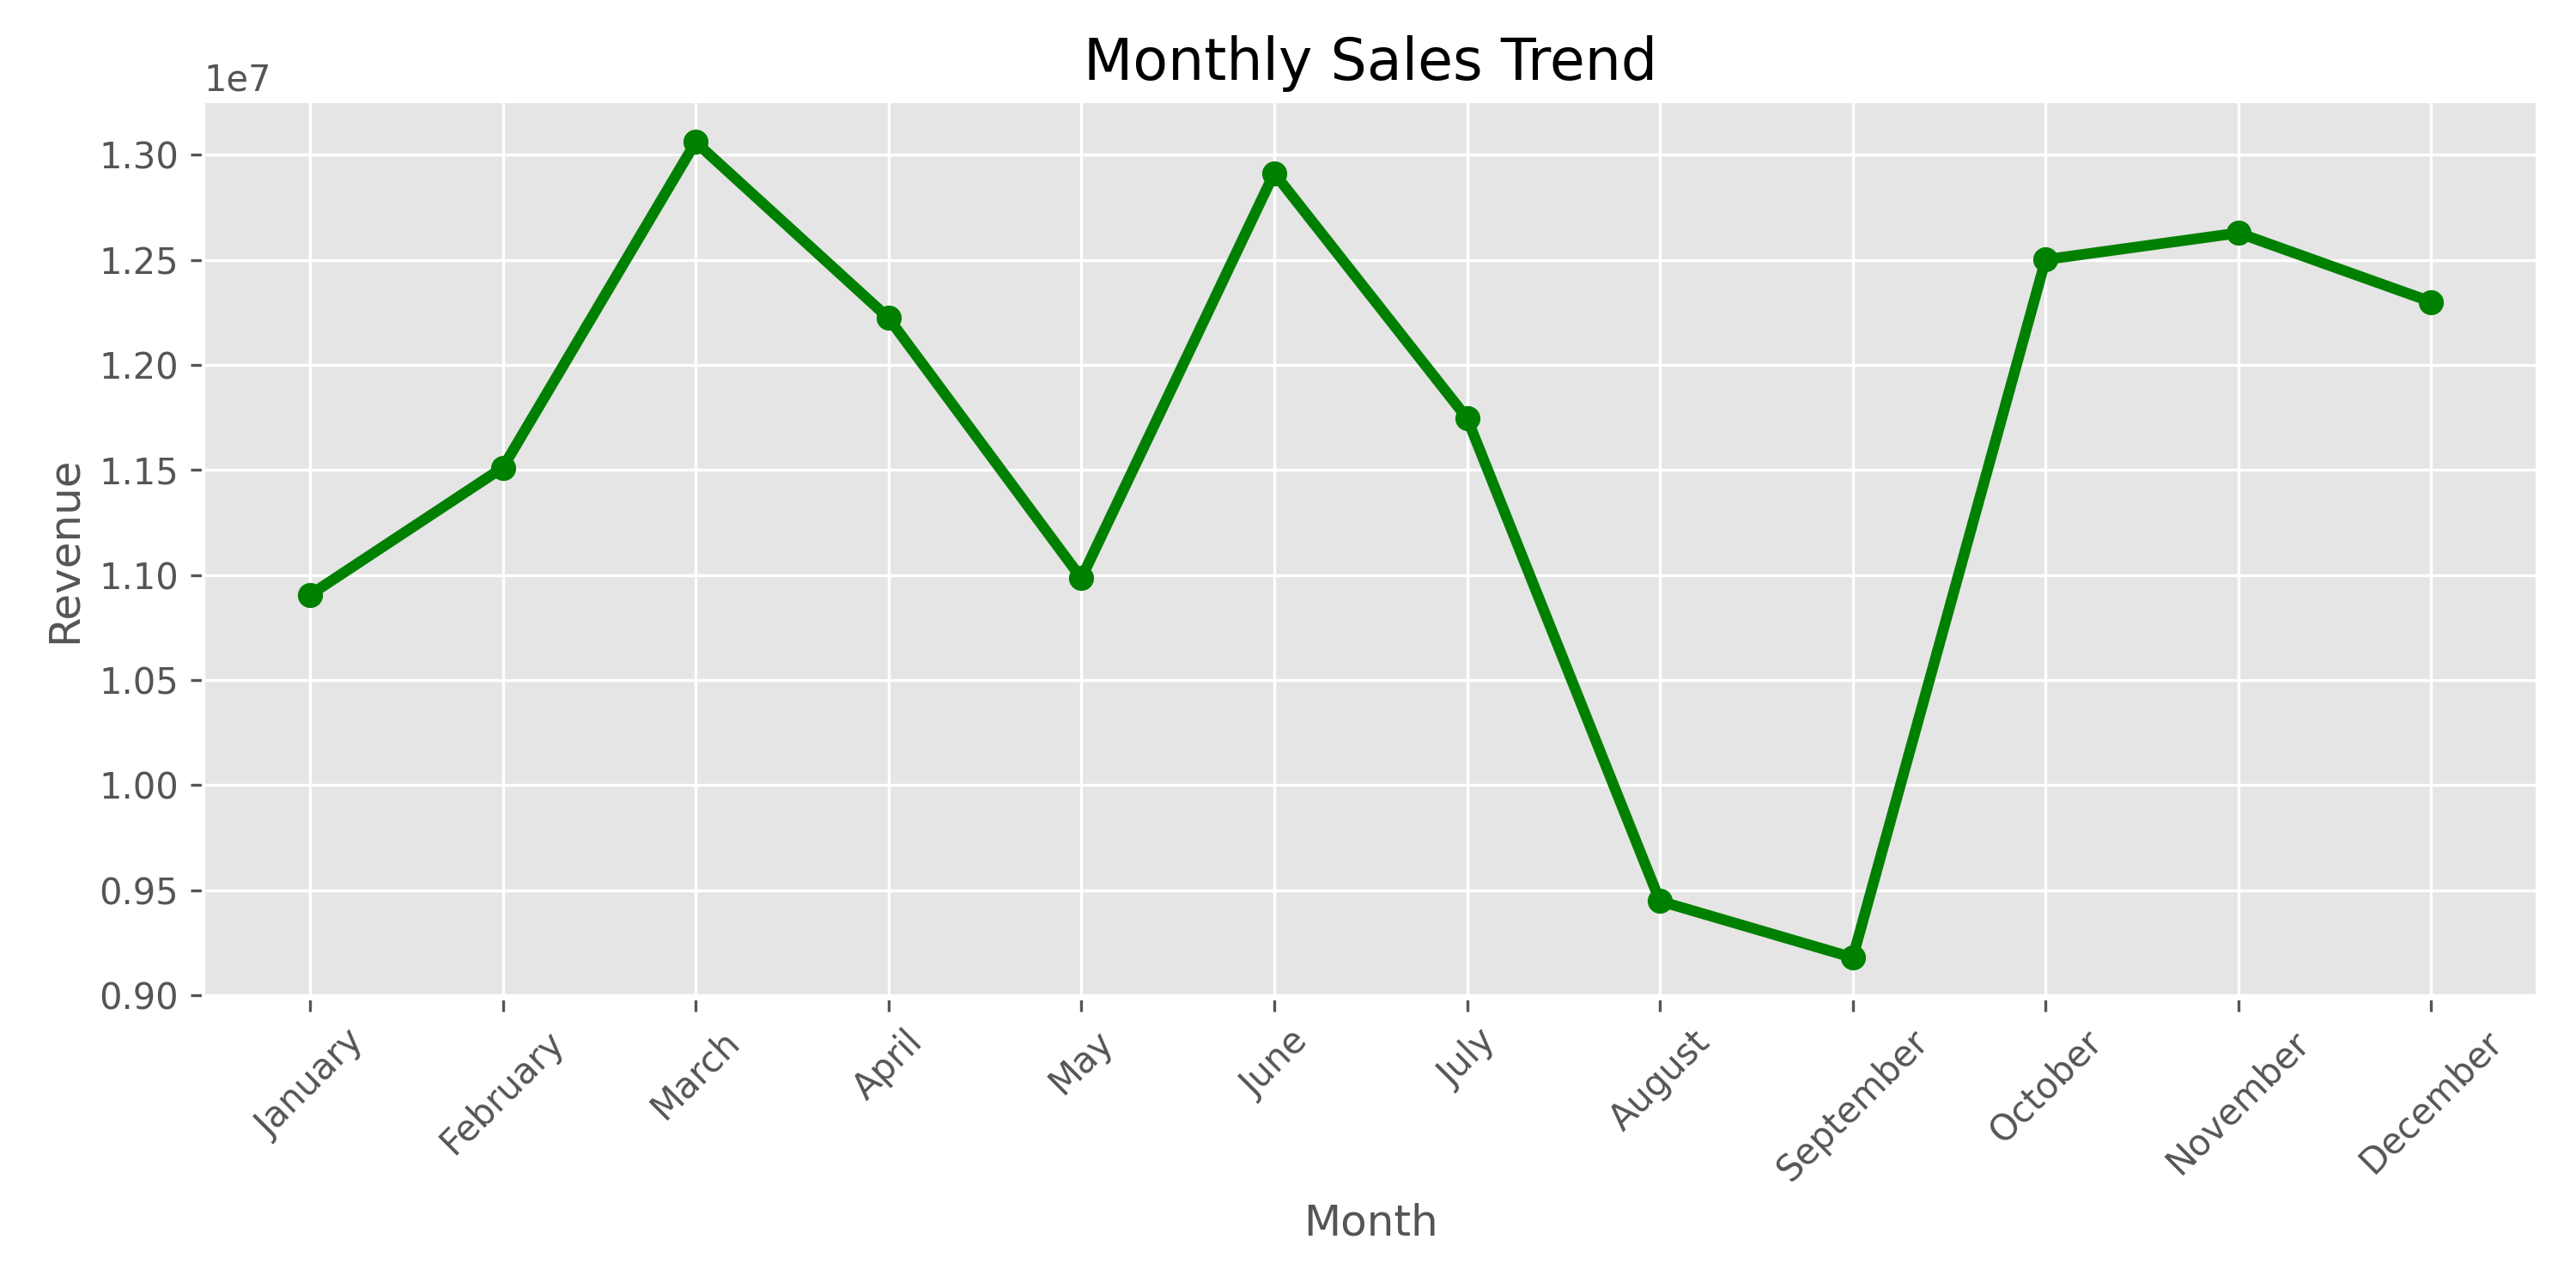 Monthly Sales Trend
1e7
1.30
1.25
1.20
1.15
1.10
1.05
1.00
0.95
0.90
Revenue
January
February
March
April
May
June
July
August
September
October
November
December
Month